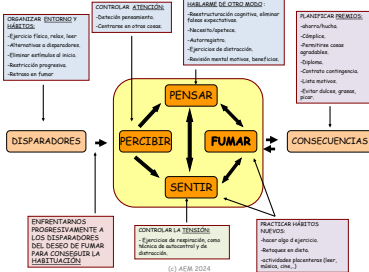 ORGANIZAR ENTORNO Y
HÁBITOS:
-Ejercicio físico, relax, leer
-Alternativas a disparadores.
-Eliminar estímulos al inicio
-Restricción progresiva.
-Retraso en fumar
CONTROLAR ATENCIÓN:
-Detención pensamiento.
-Centrarse en otras cosas.
HABLARME DE OTRO MODO:
-Reestructuración cognitiva, eliminar
falsas expectativas.
-Necesito/apetece.
-Autorregistro.
-Ejercicios de distracción.
-Revisión mental motivos, beneficios.
PLANIFICAR PREMIOS:
-ahorro/hucha.
-Cómplice.
-Permitirse cosas
agradables.
-Diploma.
-Contrato contingencia.
-Lista motivos.
-Evitar dulces, grasas,
picar.
PENSAR
DISPARADORES
PERCIBIR
FUMAR
CONSECUENCIAS
SENTIR
ENFRENTARNOS
PROGRESIVAMENTE A
LOS DISPARADORES
DEL DESEO DE FUMAR
PARA CONSEGUIR LA
HABITUACIÓN
CONTROLAR LA TENSIÓN:
- Ejercicios de respiración, como
técnica de autocontrol y de
distracción.
PRACTICAR HÁBITOS
NUEVOS:
-hacer algo d ejercicio.
-Retoques en dieta.
-actividades placenteras (leer,
música, cine,..)
(c) AEM 2024